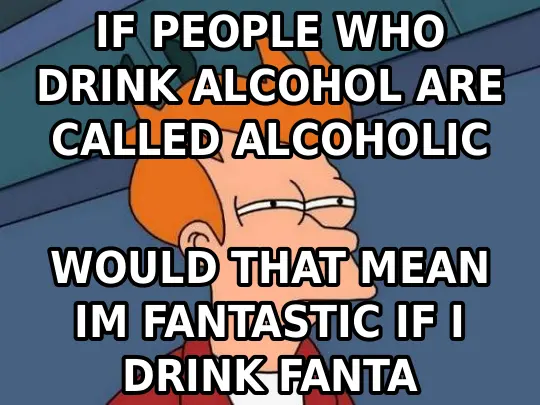 IF PEOPLE WHO
DRINK ALCOHOL ARE
CALLED ALCOHOLIC
WOULD THAT MEAN
IM FANTASTIC IF I
DRINK FANTA